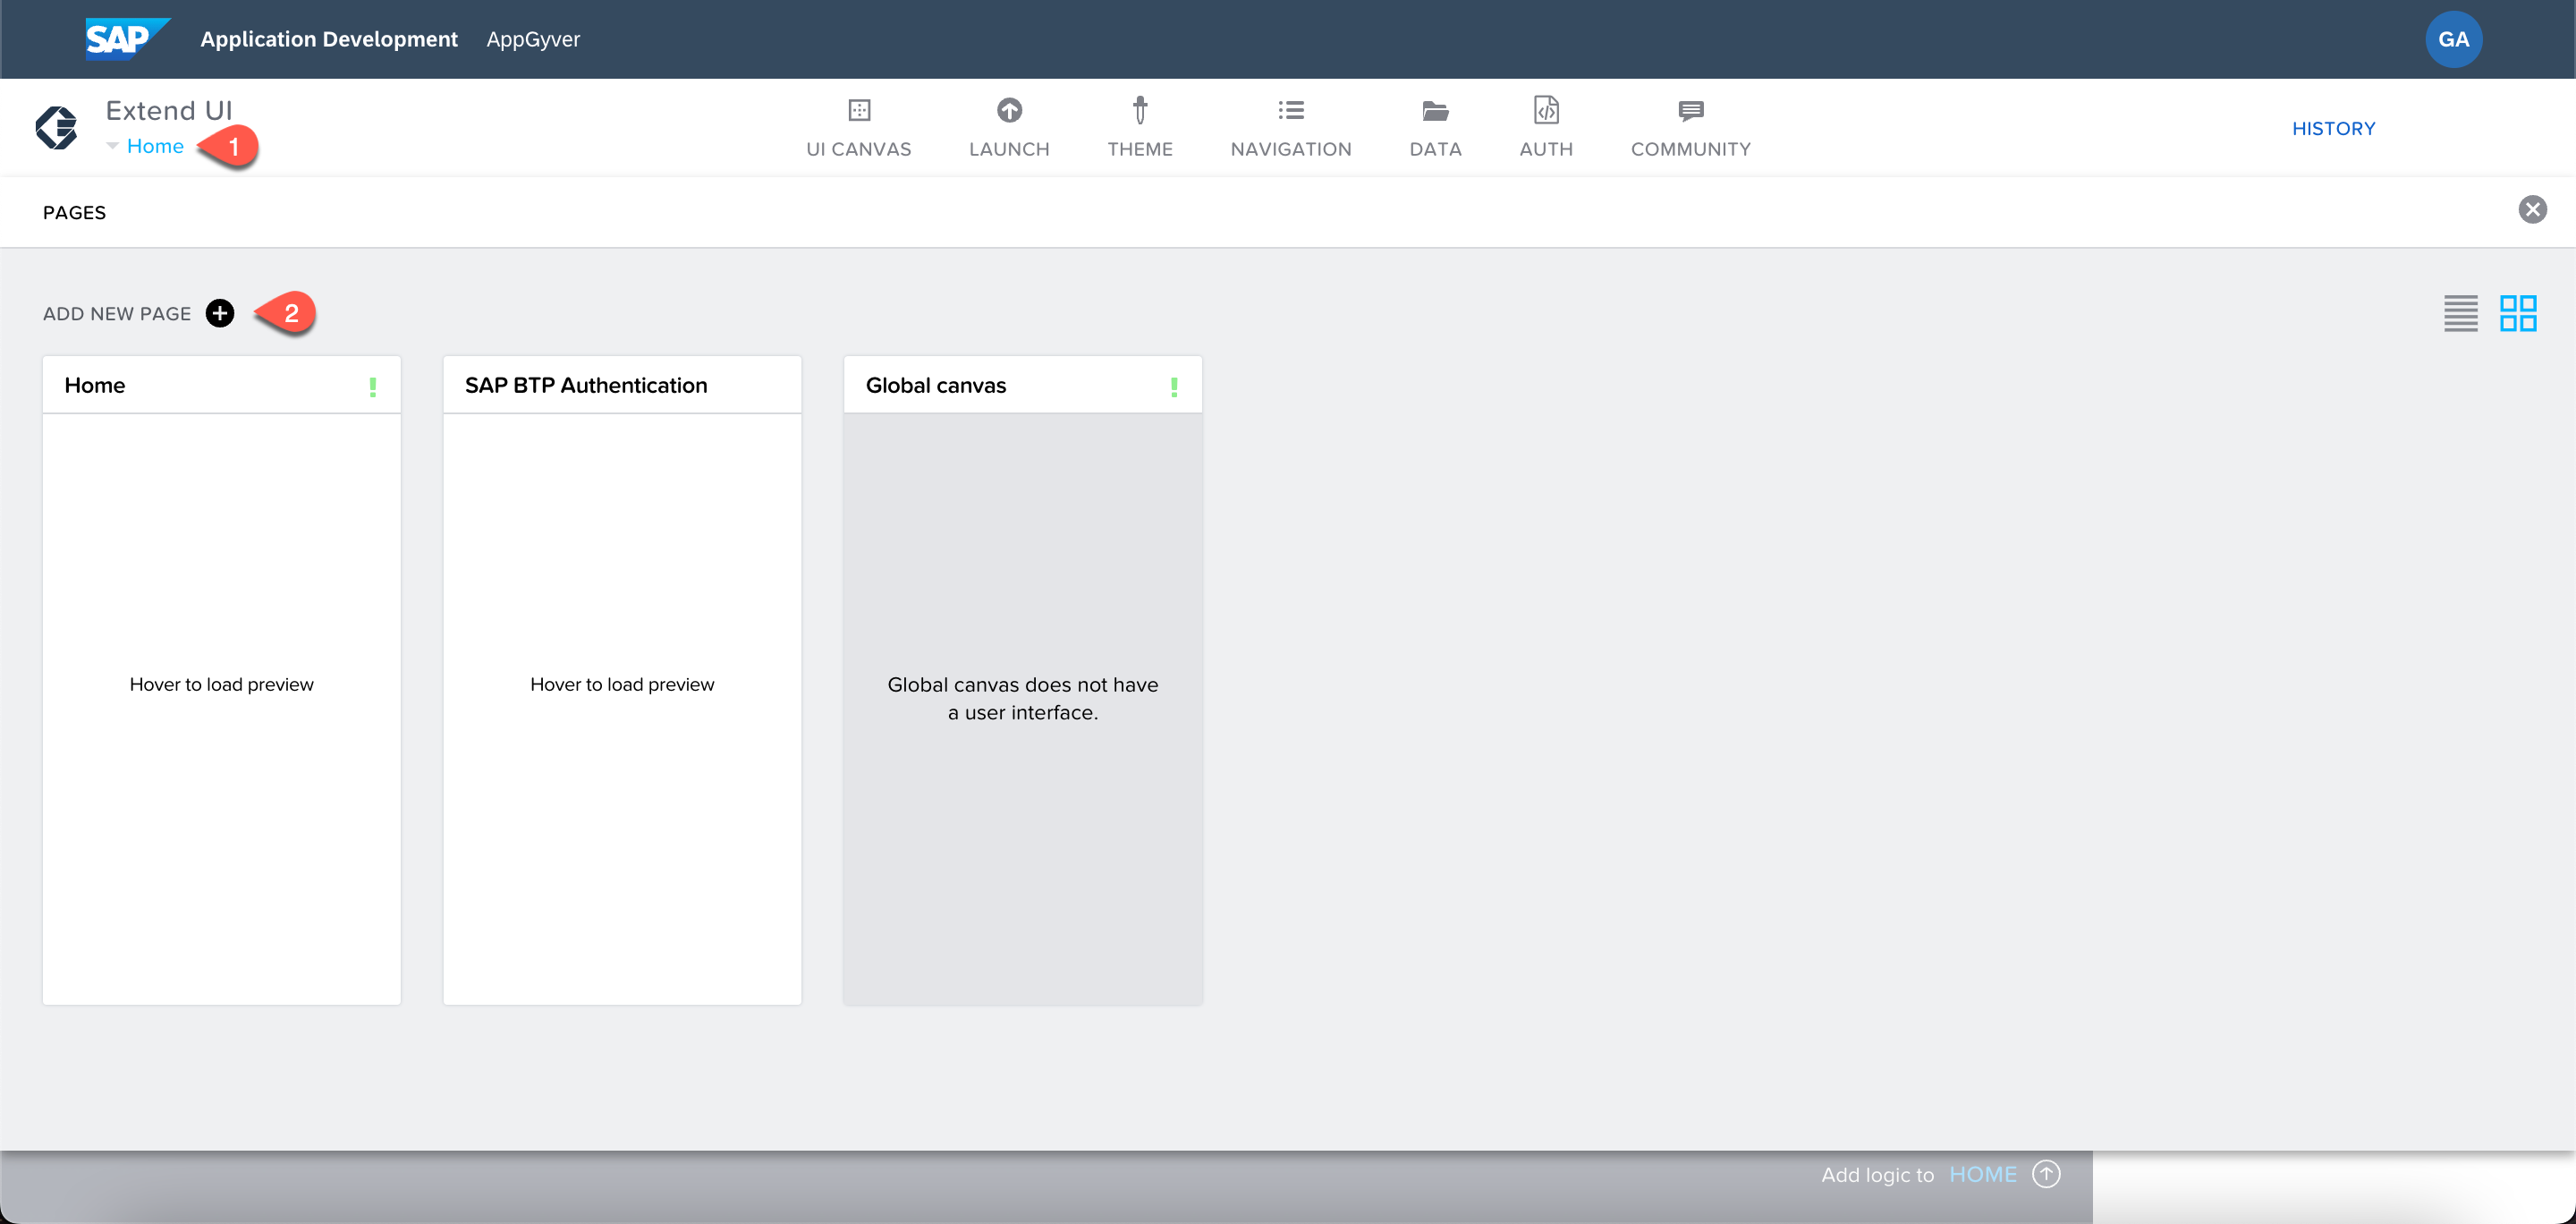 SAP Application Development AppGyver GA
Extend UI
Home 1
UI CANVAS LAUNCH THEME NAVIGATION DATA AUTH COMMUNITY
HISTORY
PAGES
ADD NEW PAGE 2
Home
SAP BTP Authentication
Global canvas
Hover to load preview
Hover to load preview
Global canvas does not have
a user interface.
Add logic to HOME